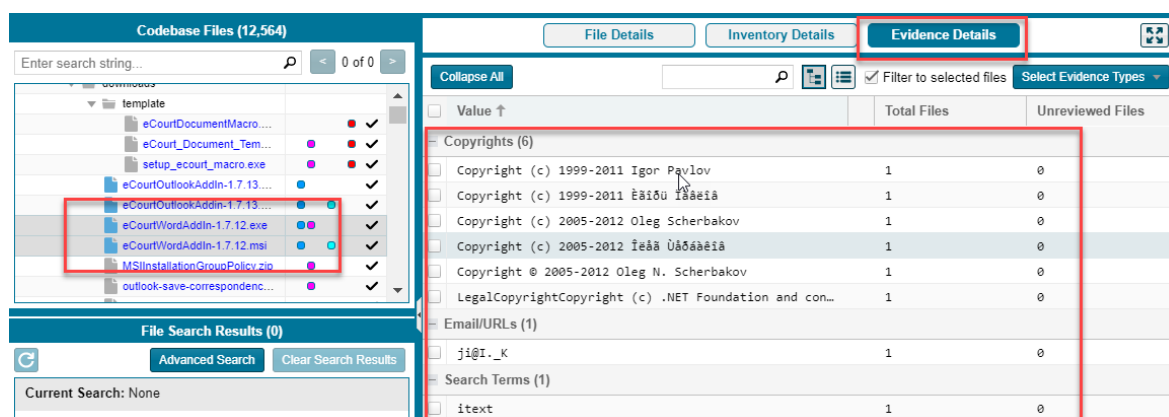 Codebase Files (12,564)
Enter search string...
< 0 of 0 >
downloads
template
eCourtDocumentMacro....
eCourt_Document_Tem...
setup_ecourt_macro.exe
eCourtOutlookAddIn-1.7.13....
eCourtOutlookAddin-1.7.13....
eCourtWordAddIn-1.7.12.exe
eCourtWordAddIn-1.7.12.msi
MSIInstallationGroupPolicy.zip
outlook-save-correspondenc...
File Search Results (0)
Advanced Search Clear Search Results
Current Search: None
File Details Inventory Details Evidence Details
Collapse All Filter to selected files Select Evidence Types
Value Total Files Unreviewed Files
Copyrights (6)
Copyright (c) 1999-2011 Igor Pavlov 1 0
Copyright (c) 1999-2011 Èãîðü Ïàâëîâ 1 0
Copyright (c) 2005-2012 Oleg Scherbakov 1 0
Copyright (c) 2005-2012 Îëåã Ùåðáàêîâ 1 0
Copyright © 2005-2012 Oleg N. Scherbakov 1 0
LegalCopyrightCopyright (c) .NET Foundation and con… 1 0
Email/URLs (1)
ji@I._K 1 0
Search Terms (1)
itext 1 0